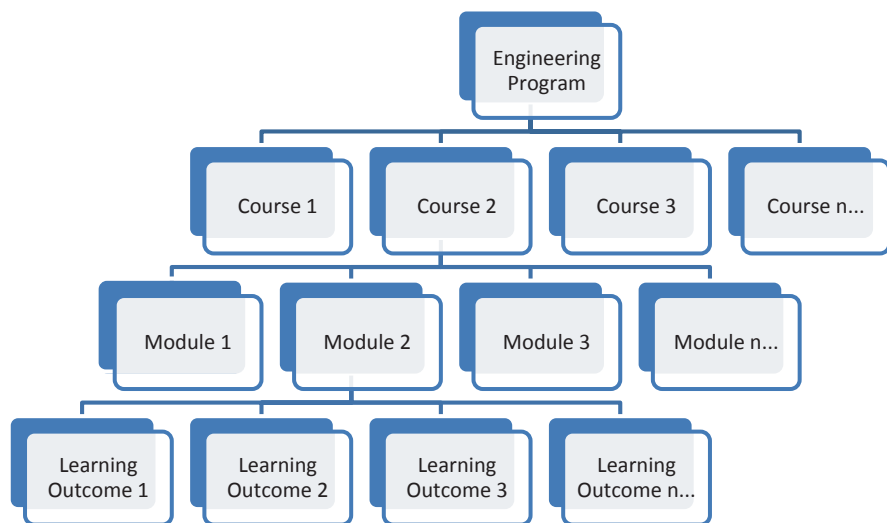 Engineering
Program
Course 1
Course 2
Course 3
Course n...
Module 1
Module 2
Module 3
Module n...
Learning
Outcome 1
Learning
Outcome 2
Learning
Outcome 3
Learning
Outcome n...